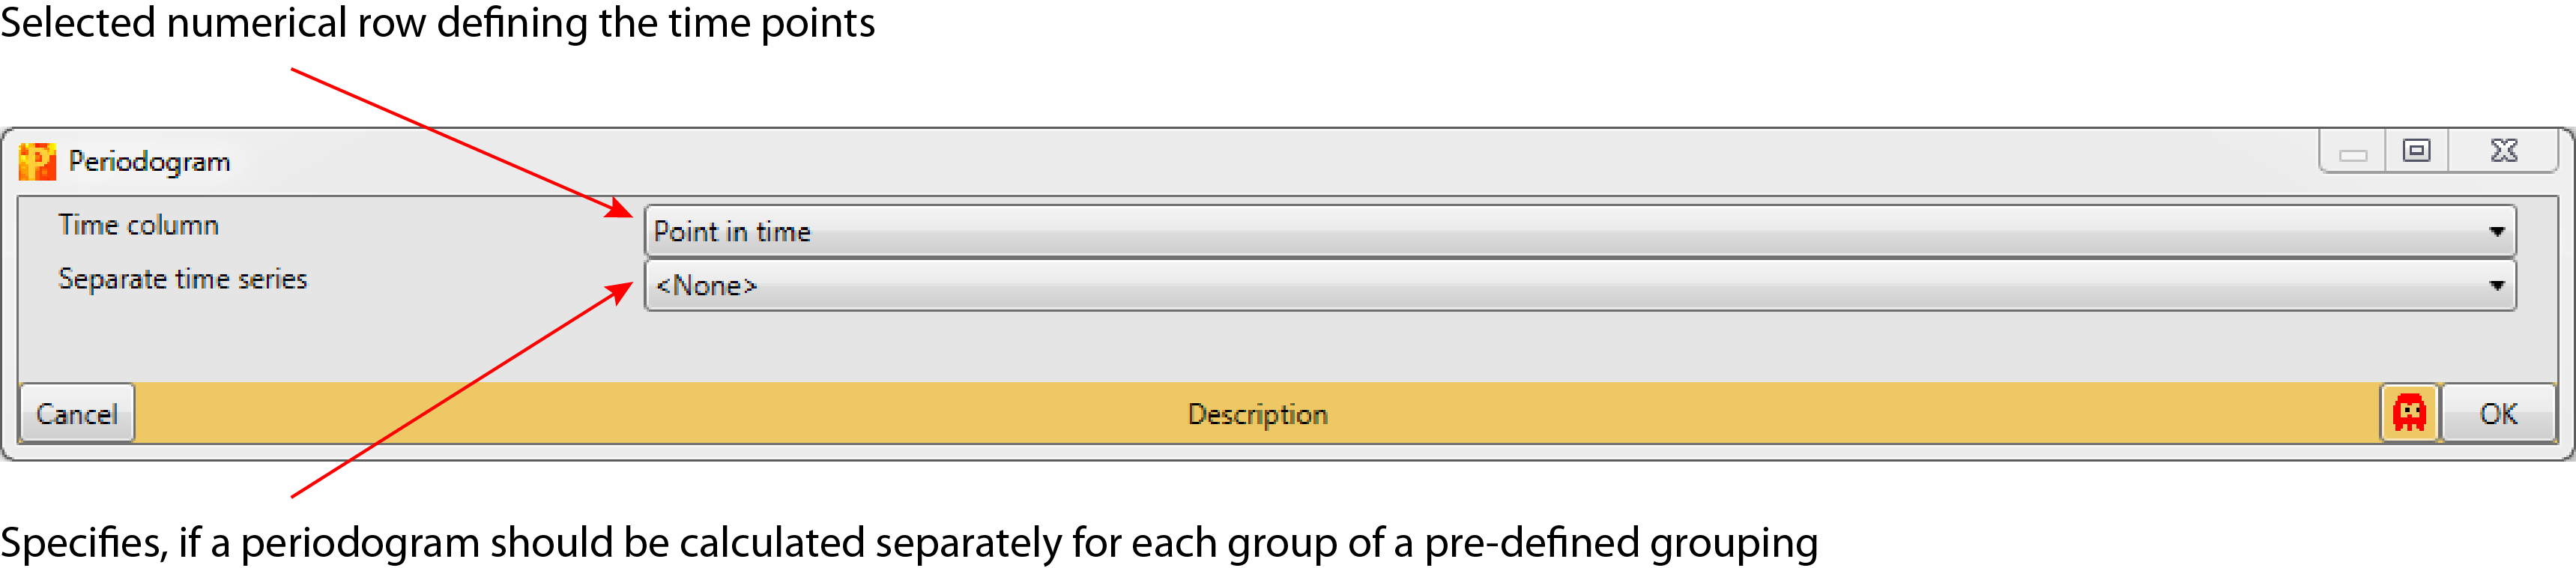 Selected numerical row defining the time points
Periodogram
Time column
Point in time
Separate time series
<None>
Cancel
Description
OK
Specifies, if a periodogram should be calculated separately for each group of a pre-defined grouping